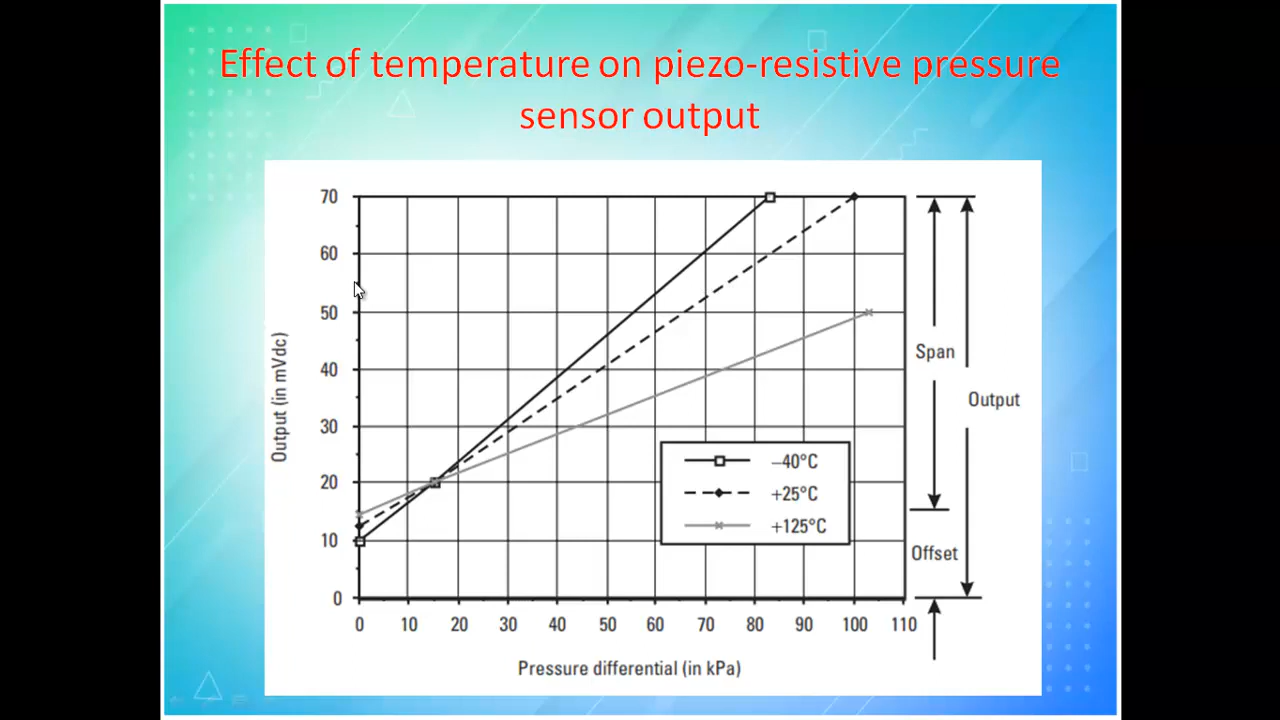 Effect of temperature on piezo-resistive pressure
sensor output
70
60
50
40
30
20
10
0
Output (in mVdc)
0 10 20 30 40 50 60 70 80 90 100 110
Pressure differential (in kPa)
–40°C
+25°C
+125°C
Span
Output
Offset